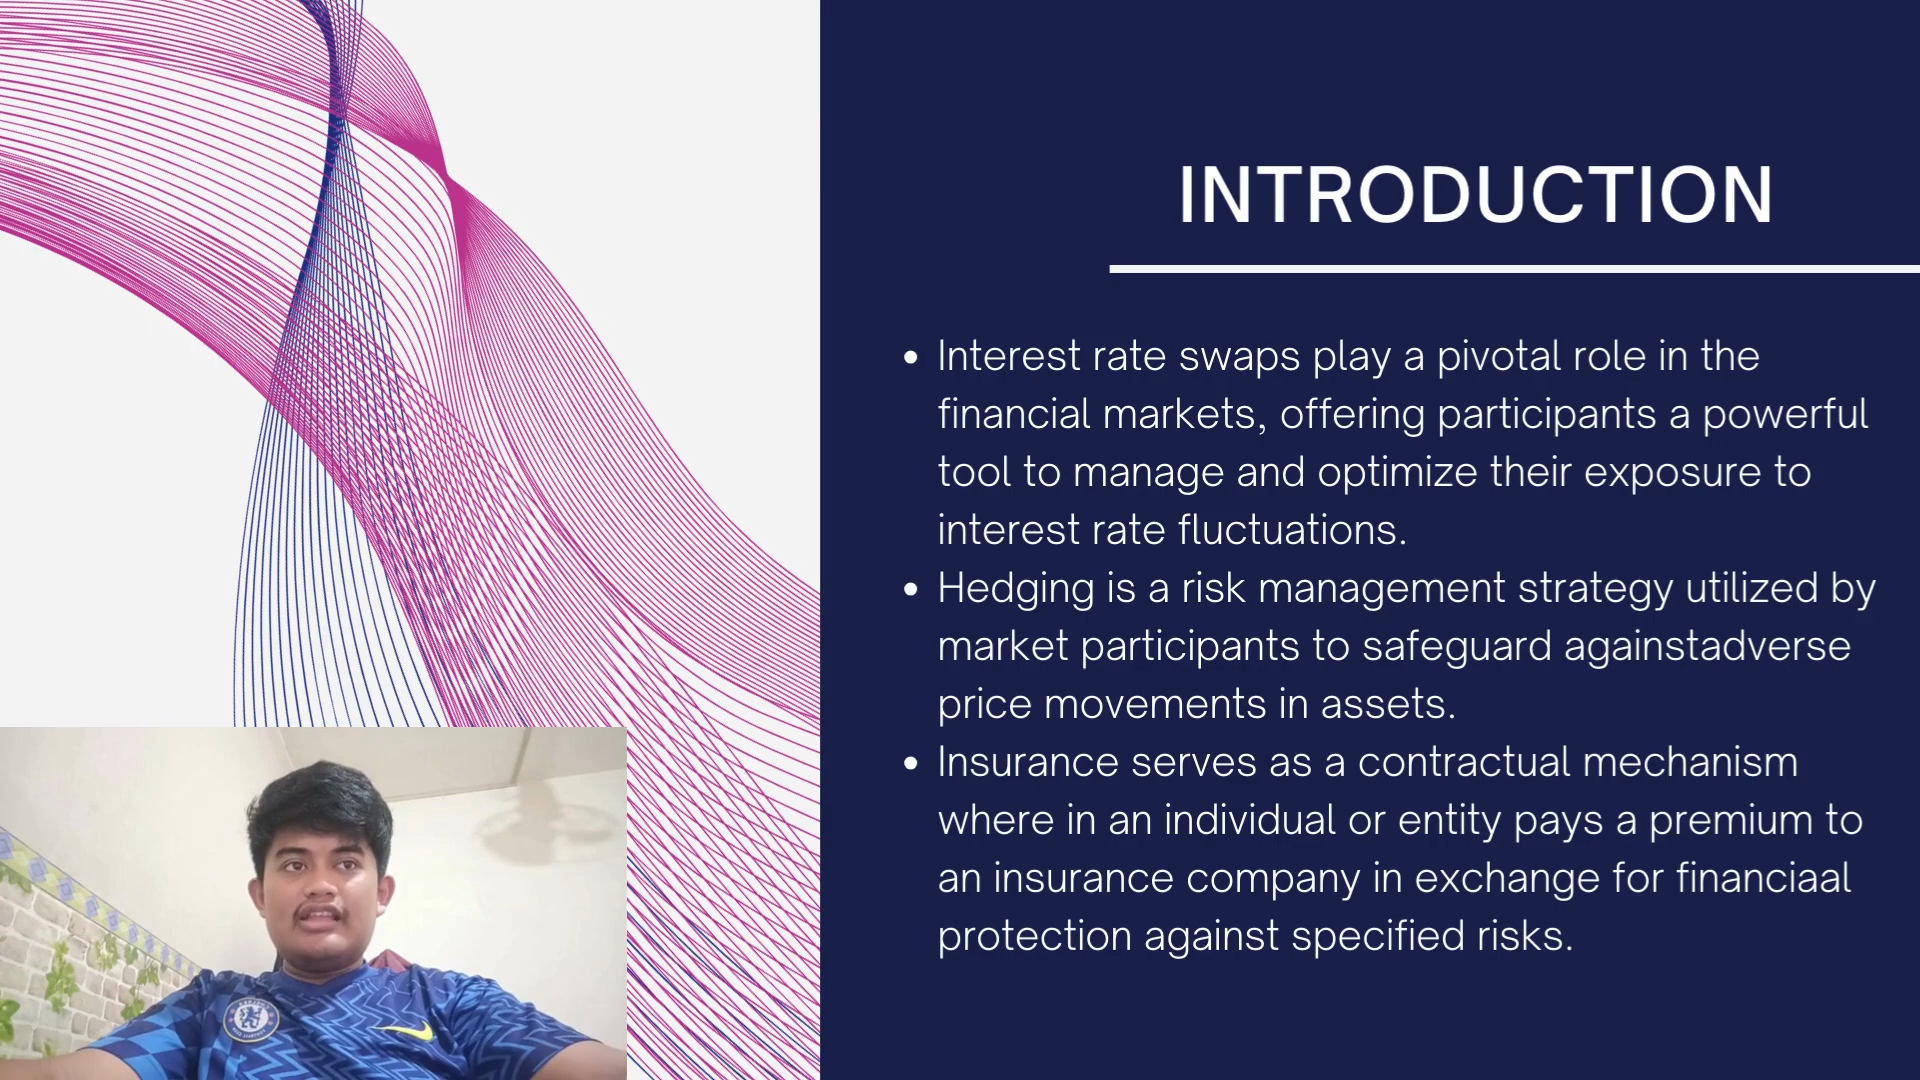 INTRODUCTION
• Interest rate swaps play a pivotal role in the
financial markets, offering participants a powerful
tool to manage and optimize their exposure to
interest rate fluctuations.
• Hedging is a risk management strategy utilized by
market participants to safeguard againstadverse
price movements in assets.
• Insurance serves as a contractual mechanism
where in an individual or entity pays a premium to
an insurance company in exchange for financiaal
protection against specified risks.